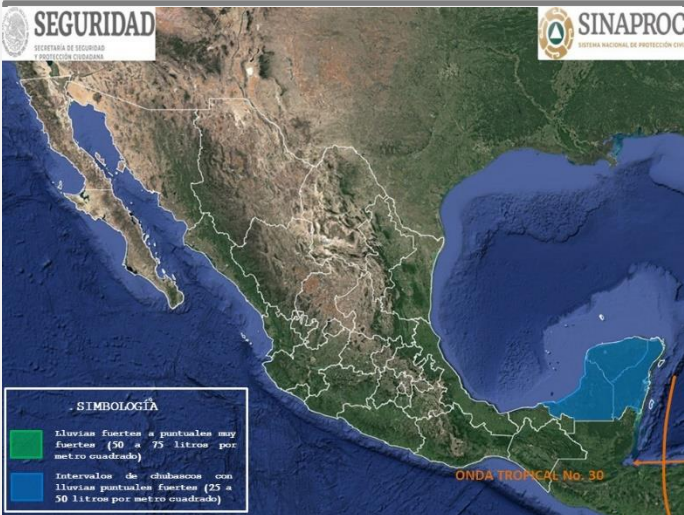 SEGURIDAD
SECRETARÍA DE SEGURIDAD
Y PROTECCIÓN CIUDADANA
SINAPROC
SISTEMA NACIONAL DE PROTECCIÓN CIVI
SIMBOLOGÍA
Lluvias fuertes a puntuales muy
fuertes (50 a 75 litros por
metro cuadrado)
Intervalos de chubascos con
lluvias puntuales fuertes (25 a
50 litros por metro cuadrado)
ONDA TROPICAL No. 30